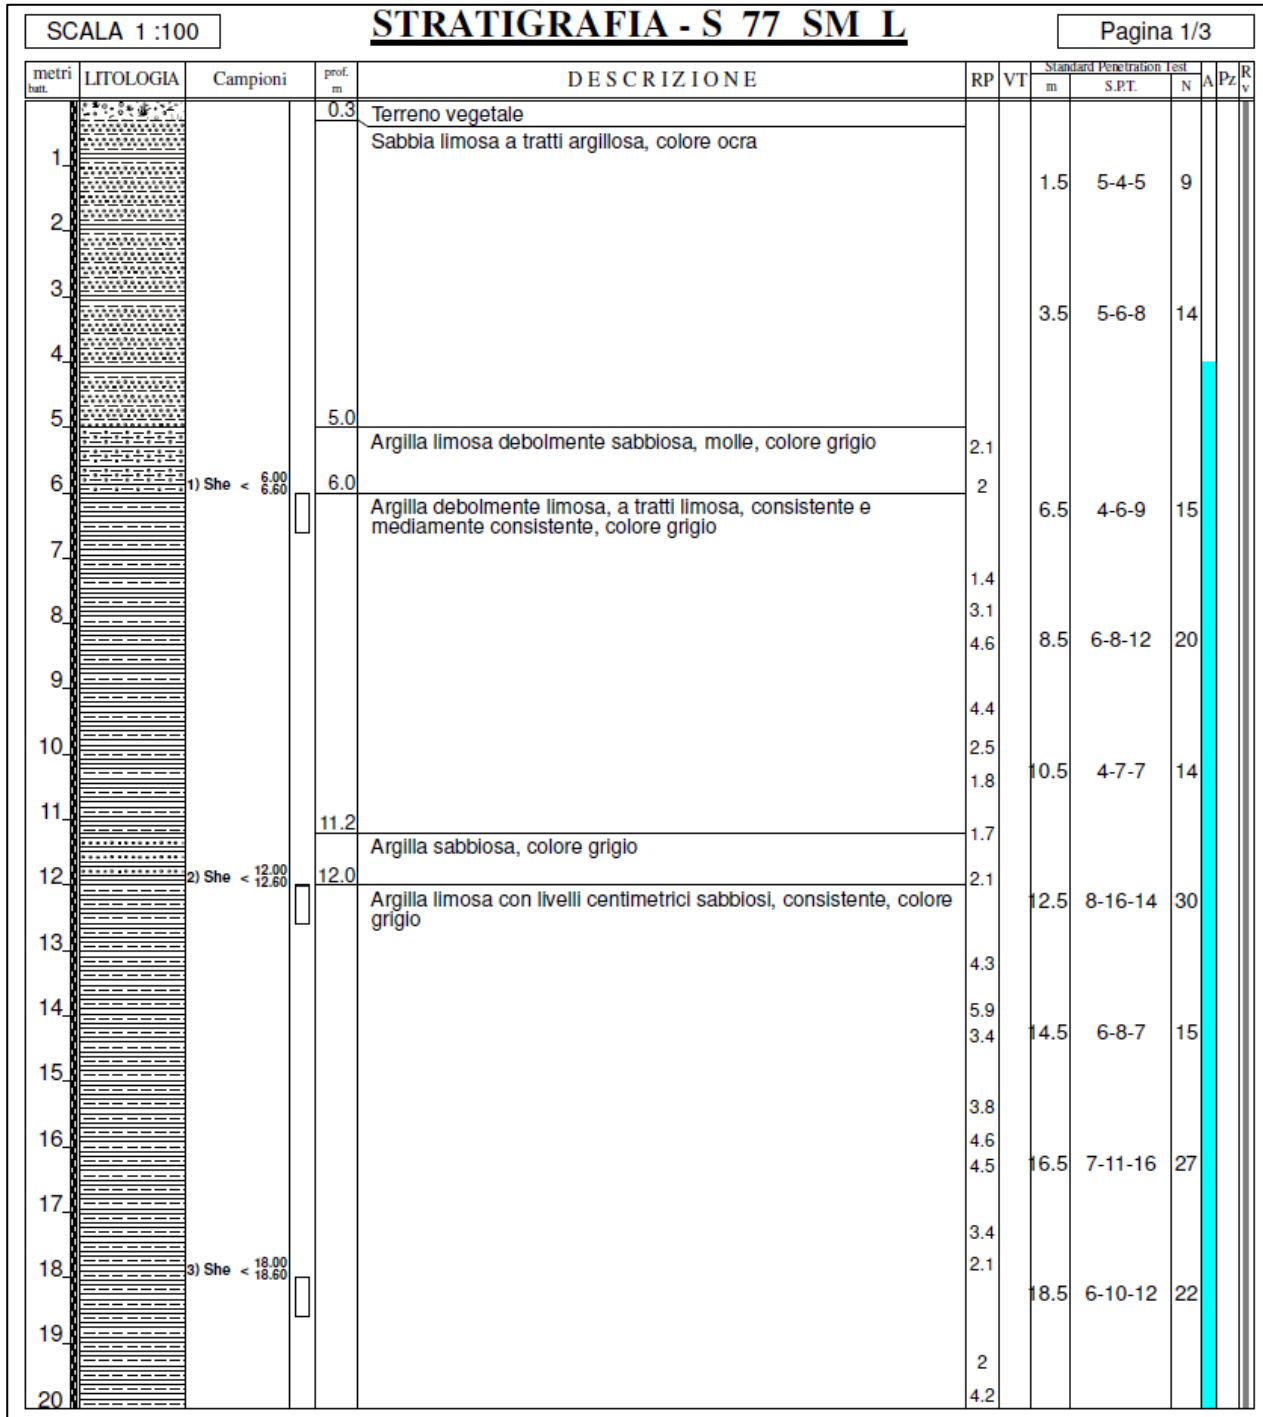 SCALA 1 :100
STRATIGRAFIA - S 77 SM L
Pagina 1/3
metri batt. LITOLOGIA Campioni prof. m DESCRIZIONE RP VT Standard Penetration Test m S.P.T. N A Pz R v
0.3 Terreno vegetale
Sabbia limosa a tratti argillosa, colore ocra
1
1.5 5-4-5 9
2
3
3.5 5-6-8 14
4
5 5.0
Argilla limosa debolmente sabbiosa, molle, colore grigio 2.1
6 1) She < 6.00 6.60 6.0 2
Argilla debolmente limosa, a tratti limosa, consistente e 6.5 4-6-9 15
mediamente consistente, colore grigio
7
1.4
8 3.1
4.6 8.5 6-8-12 20
9
4.4
10 2.5
1.8 10.5 4-7-7 14
11 11.2
1.7
Argilla sabbiosa, colore grigio
12 2) She < 12.00 12.60 12.0 2.1
Argilla limosa con livelli centimetrici sabbiosi, consistente, colore 12.5 8-16-14 30
grigio
13
4.3
14 5.9
3.4 14.5 6-8-7 15
15
3.8
16 4.6
4.5 16.5 7-11-16 27
17
3.4
18 3) She < 18.00 18.60 2.1
18.5 6-10-12 22
19
2
20 4.2